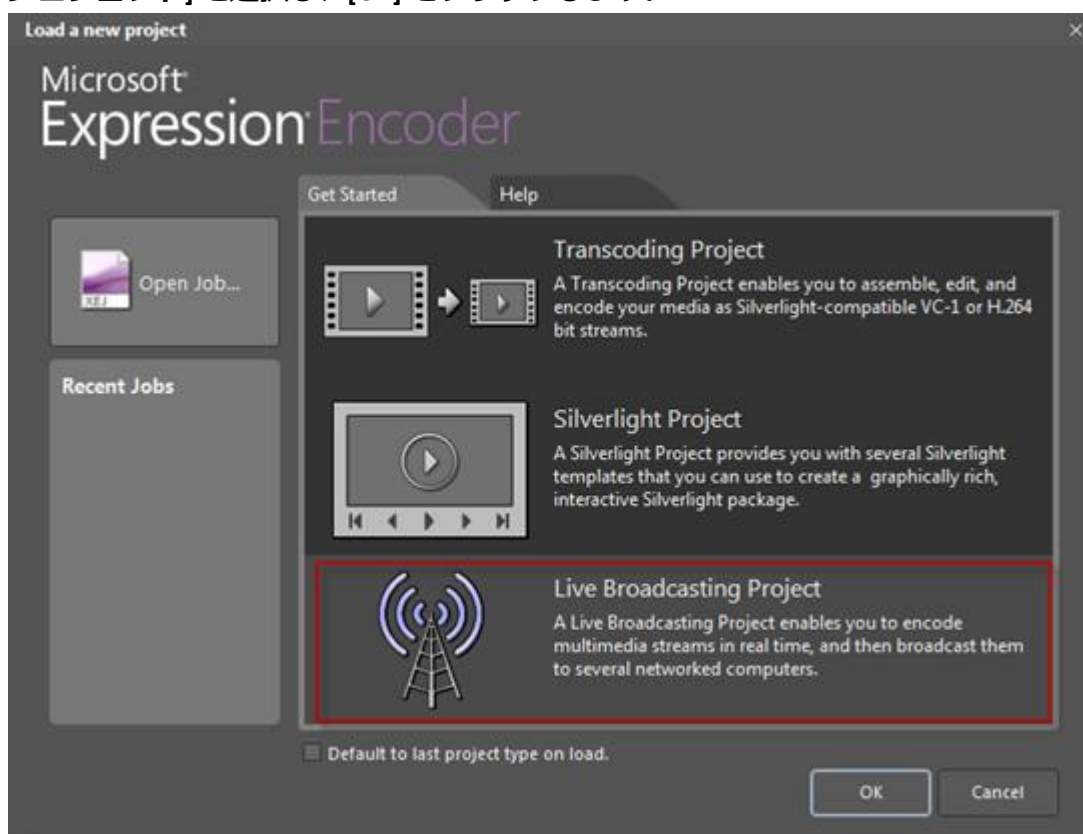 Load a new project
Microsoft®
Expression® Encoder
Get Started
Help
XEJ
Open Job...
Recent Jobs
Transcoding Project
A Transcoding Project enables you to assemble, edit, and
encode your media as Silverlight-compatible VC-1 or H.264
bit streams.
Silverlight Project
A Silverlight Project provides you with several Silverlight
templates that you can use to create a graphically rich,
interactive Silverlight package.
Live Broadcasting Project
A Live Broadcasting Project enables you to encode
multimedia streams in real time, and then broadcast them
to several networked computers.
Default to last project type on load.
OK
Cancel